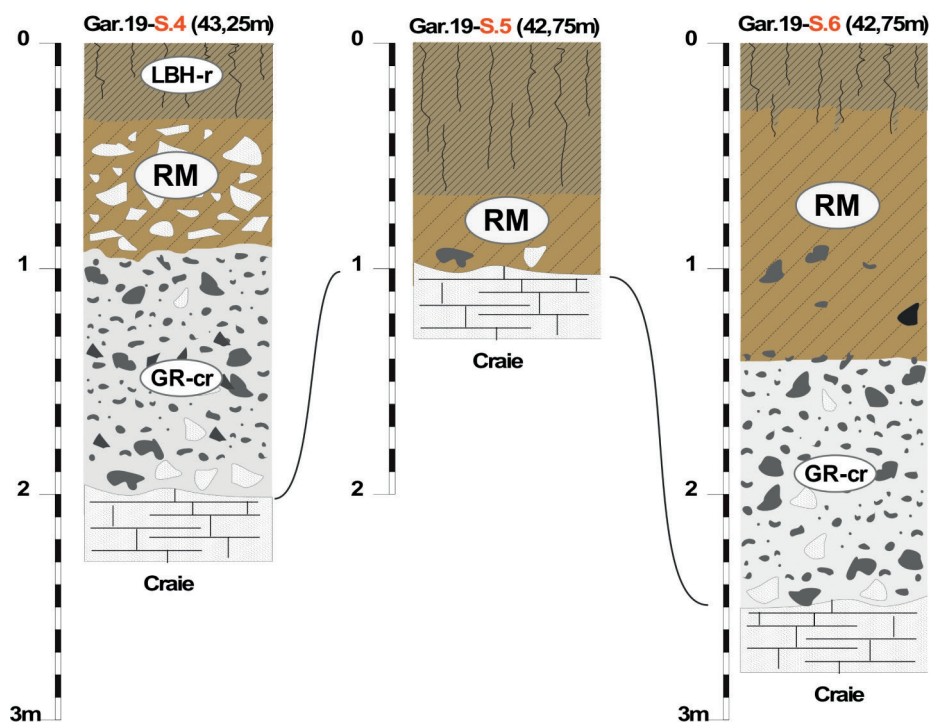 Gar.19-S.4 (43,25m)
0
LBH-r
RM
1
GR-cr
2
Craie
3m
Gar.19-S.5 (42,75m)
0
RM
1
Craie
2
Gar.19-S.6 (42,75m)
0
RM
1
GR-cr
2
Craie
3m